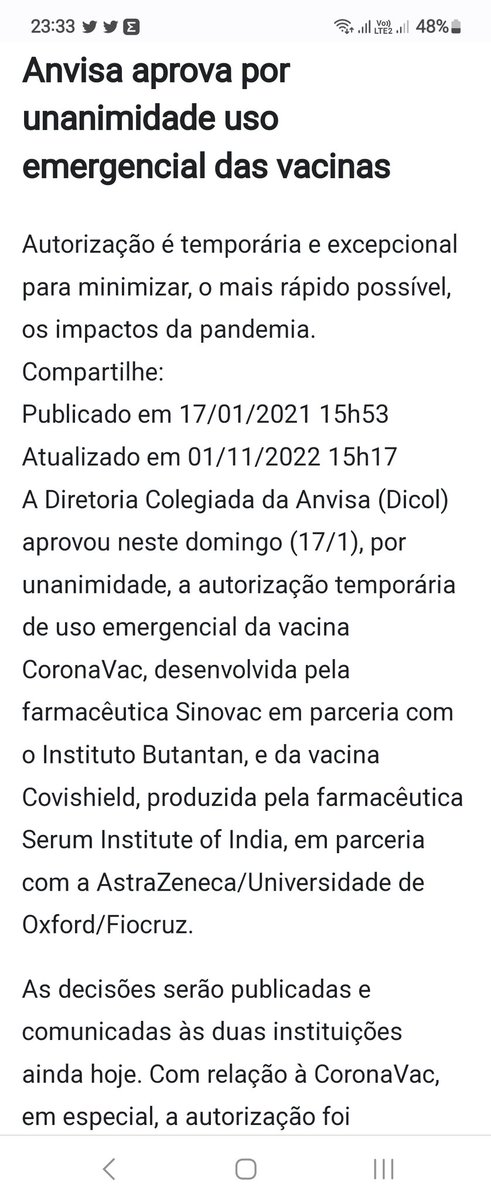 23:33 Vo)) LTE2 48%
Anvisa aprova por
unanimidade uso
emergencial das vacinas
Autorização é temporária e excepcional
para minimizar, o mais rápido possível,
os impactos da pandemia.
Compartilhe:
Publicado em 17/01/2021 15h53
Atualizado em 01/11/2022 15h17
A Diretoria Colegiada da Anvisa (Dicol)
aprovou neste domingo (17/1), por
unanimidade, a autorização temporária
de uso emergencial da vacina
CoronaVac, desenvolvida pela
farmacêutica Sinovac em parceria com
o Instituto Butantan, e da vacina
Covishield, produzida pela farmacêutica
Serum Institute of India, em parceria
com a AstraZeneca/Universidade de
Oxford/Fiocruz.
As decisões serão publicadas e
comunicadas às duas instituições
ainda hoje. Com relação à CoronaVac,
em especial, a autorização foi